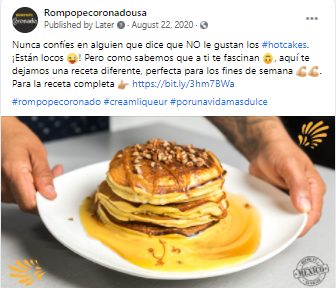 Rompopecoronadousa
Published by Later · August 22, 2020 ·
Nunca confíes en alguien que dice que NO le gustan los #hotcakes.
¡Están locos 😜! Pero como sabemos que a ti te fascinan 🙃, aquí te
dejamos una receta diferente, perfecta para los fines de semana 💪🏼💪🏼.
Para la receta completa 👉🏼 https://bit.ly/3hm7BWa
#rompopecoronado #creamliqueur #porunavidamasdulce
MEXICO